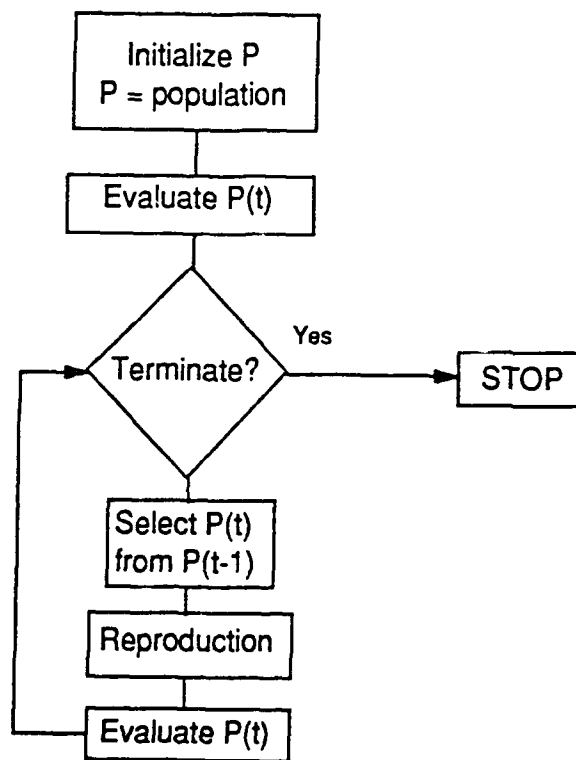 Initialize P
P = population
Evaluate P(t)
Terminate?
Yes
STOP
Select P(t)
from P(t-1)
Reproduction
Evaluate P(t)